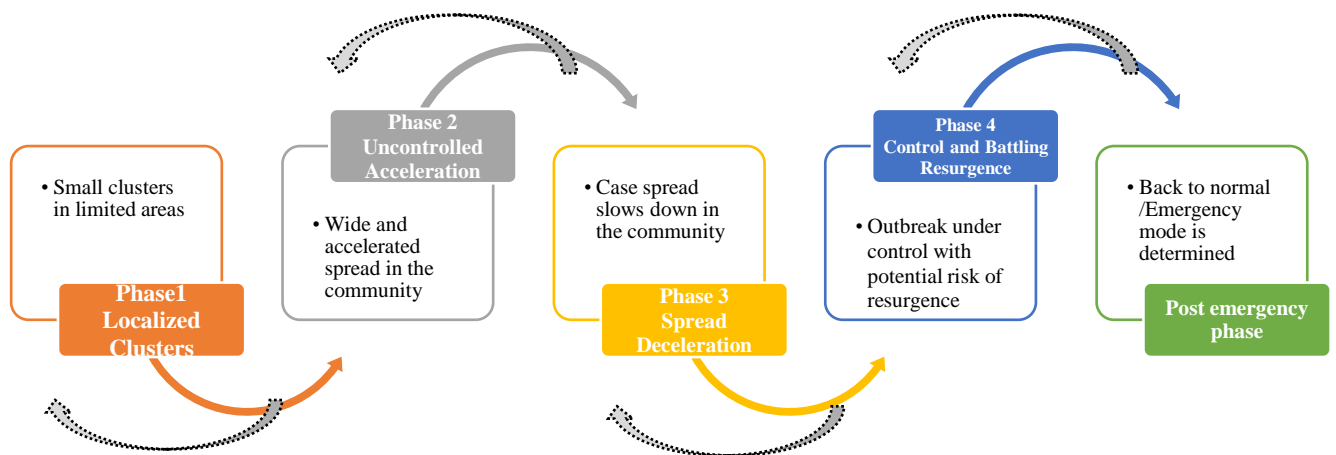 • Small clusters
in limited areas
Phase1
Localized
Clusters
Phase 2
Uncontrolled
Acceleration
• Wide and
accelerated
spread in the
community
• Case spread
slows down in
the community
Phase 3
Spread
Deceleration
Phase 4
Control and Battling
Resurgence
• Outbreak under
control with
potential risk of
resurgence
• Back to normal
/Emergency
mode is
determined
Post emergency
phase